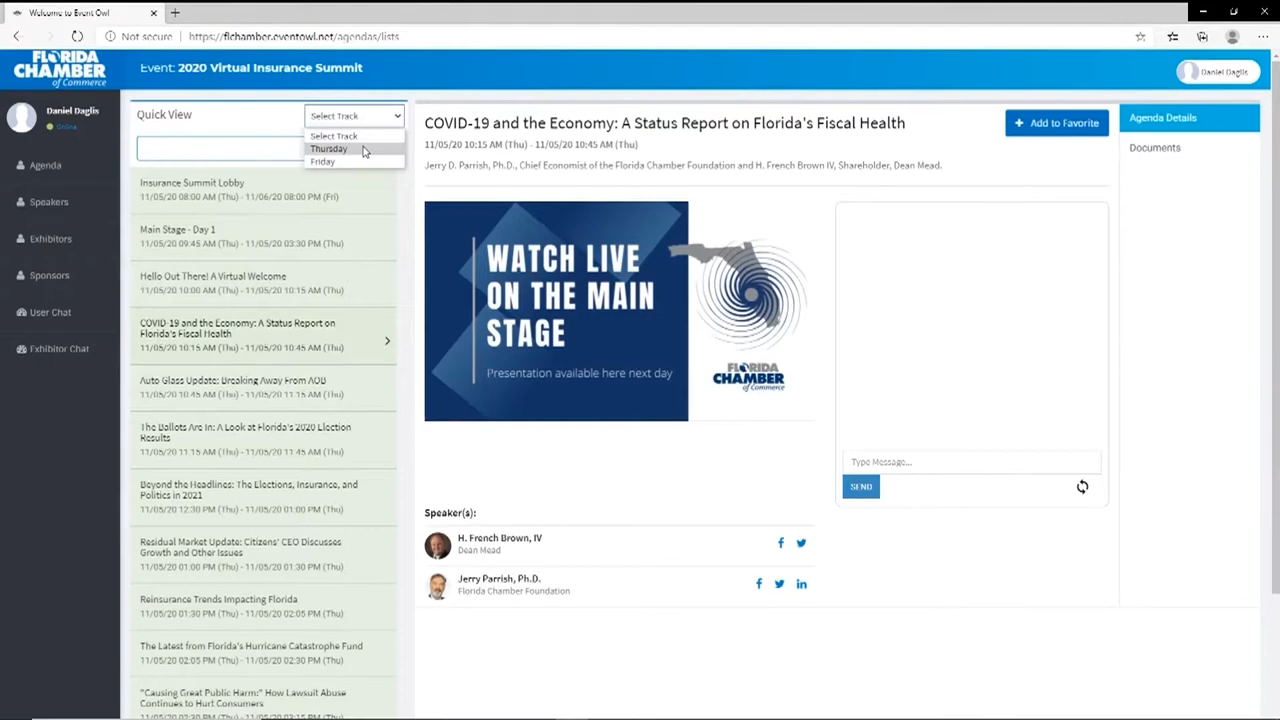 Welcome to Event Owl
Not secure
https://flchamber.eventowl.net/agendas/lists
FLORIDA
CHAMBER
of Commerce
Event: 2020 Virtual Insurance Summit
Daniel Daglis
Daniel Daglis
Online
Agenda
Speakers
Exhibitors
Sponsors
User Chat
Exhibitor Chat
Quick View
Select Track
Select Track
Thursday
Friday
Insurance Summit Lobby
11/05/20 08:00 AM (Thu) - 11/06/20 08:00 PM (Fri)
Main Stage - Day 1
11/05/20 09:45 AM (Thu) - 11/05/20 03:30 PM (Thu)
Hello Out There! A Virtual Welcome
11/05/20 10:00 AM (Thu) - 11/05/20 10:15 AM (Thu)
COVID-19 and the Economy: A Status Report on
Florida's Fiscal Health
11/05/20 10:15 AM (Thu) - 11/05/20 10:45 AM (Thu)
Auto Glass Update: Breaking Away From AOB
11/05/20 10:45 AM (Thu) - 11/05/20 11:15 AM (Thu)
The Ballots Are In: A Look at Florida's 2020 Election
Results
11/05/20 11:15 AM (Thu) - 11/05/20 11:45 AM (Thu)
Beyond the Headlines: The Elections, Insurance, and
Politics in 2021
11/05/20 12:30 PM (Thu) - 11/05/20 01:00 PM (Thu)
Residual Market Update: Citizens' CEO Discusses
Growth and Other Issues
11/05/20 01:00 PM (Thu) - 11/05/20 01:30 PM (Thu)
Reinsurance Trends Impacting Florida
11/05/20 01:30 PM (Thu) - 11/05/20 02:05 PM (Thu)
The Latest from Florida's Hurricane Catastrophe Fund
11/05/20 02:05 PM (Thu) - 11/05/20 02:30 PM (Thu)
"Causing Great Public Harm:" How Lawsuit Abuse
Continues to Hurt Consumers
11/05/20 02:30 PM (Thu) - 11/05/20 03:15 PM (Thu)
COVID-19 and the Economy: A Status Report on Florida's Fiscal Health
11/05/20 10:15 AM (Thu) - 11/05/20 10:45 AM (Thu)
Jerry D. Parrish, Ph.D., Chief Economist of the Florida Chamber Foundation and H. French Brown IV, Shareholder, Dean Mead.
+ Add to Favorite
WATCH LIVE
ON THE MAIN
STAGE
Presentation available here next day
FLORIDA
CHAMBER
of Commerce
Type Message...
SEND
Speaker(s):
H. French Brown, IV
Dean Mead
Jerry Parrish, Ph.D.
Florida Chamber Foundation
Agenda Details
Documents